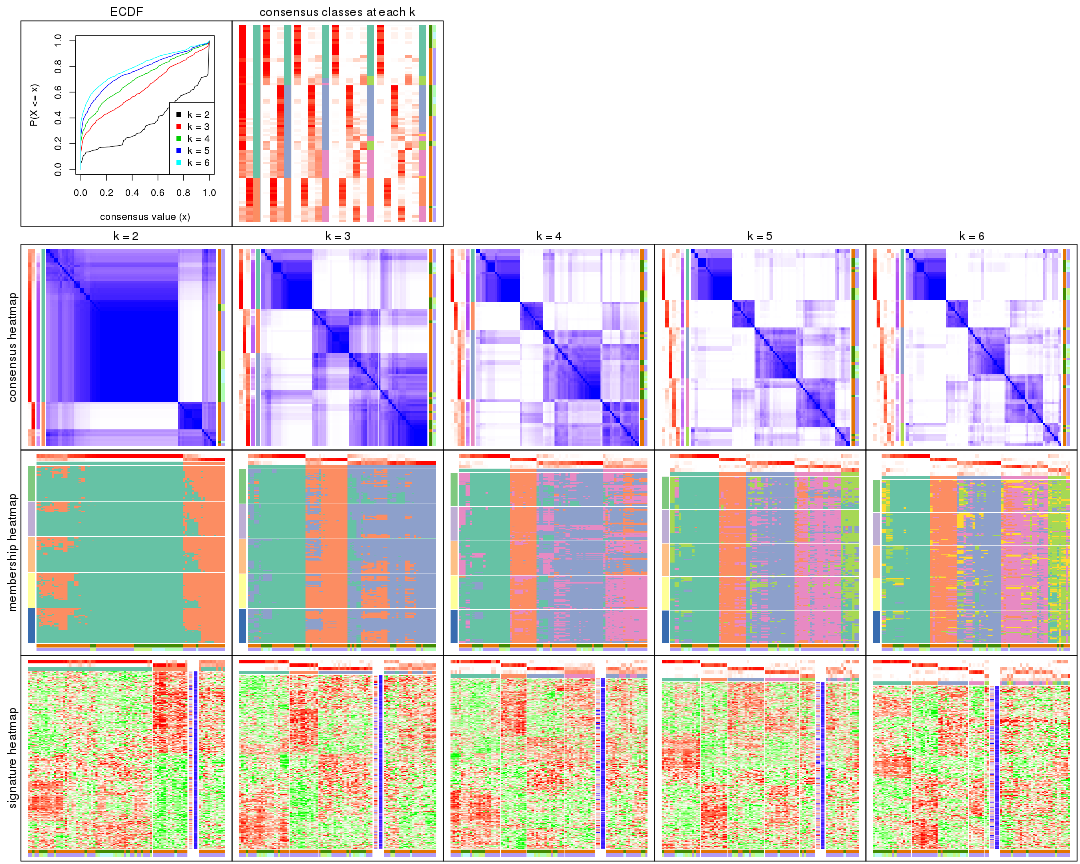 ECDF
consensus classes at each k
P(X <= x)
0.0 0.2 0.4 0.6 0.8 1.0
k = 2
k = 3
k = 4
k = 5
k = 6
0.0 0.2 0.4 0.6 0.8 1.0
consensus value (x)
k = 2
k = 3
k = 4
k = 5
k = 6
consensus heatmap
membership heatmap
signature heatmap